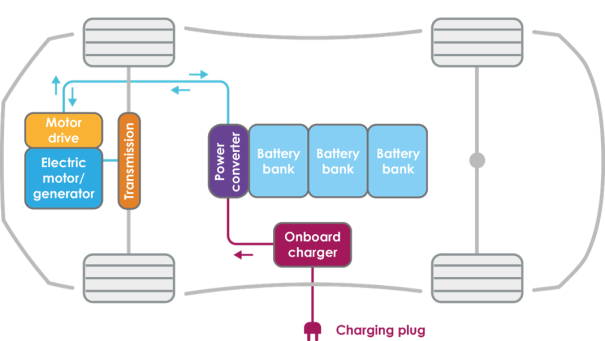 Motor
drive
Electric
motor/
generator
Transmission
Power
converter
Battery
bank
Battery
bank
Battery
bank
Onboard
charger
Charging plug